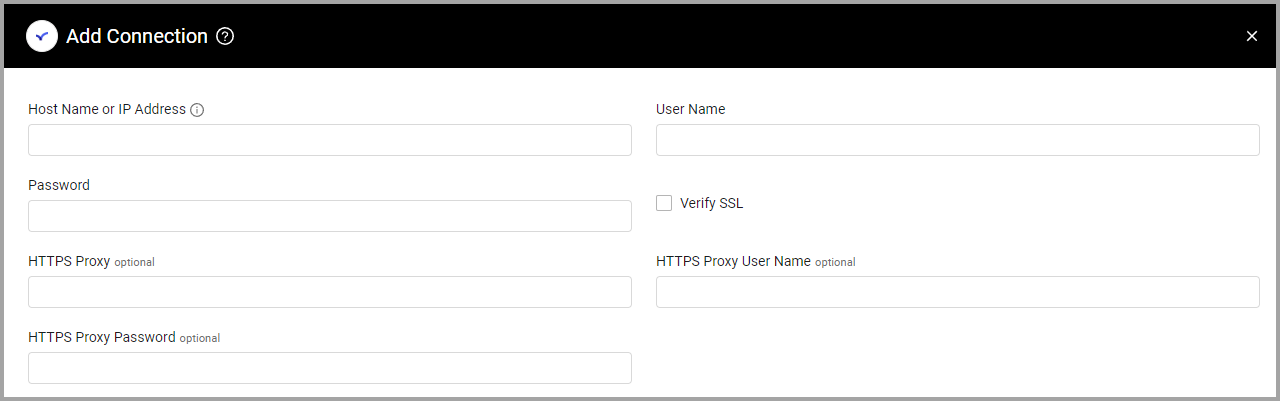 Add Connection
Host Name or IP Address
User Name
Password
Verify SSL
HTTPS Proxy optional
HTTPS Proxy User Name optional
HTTPS Proxy Password optional